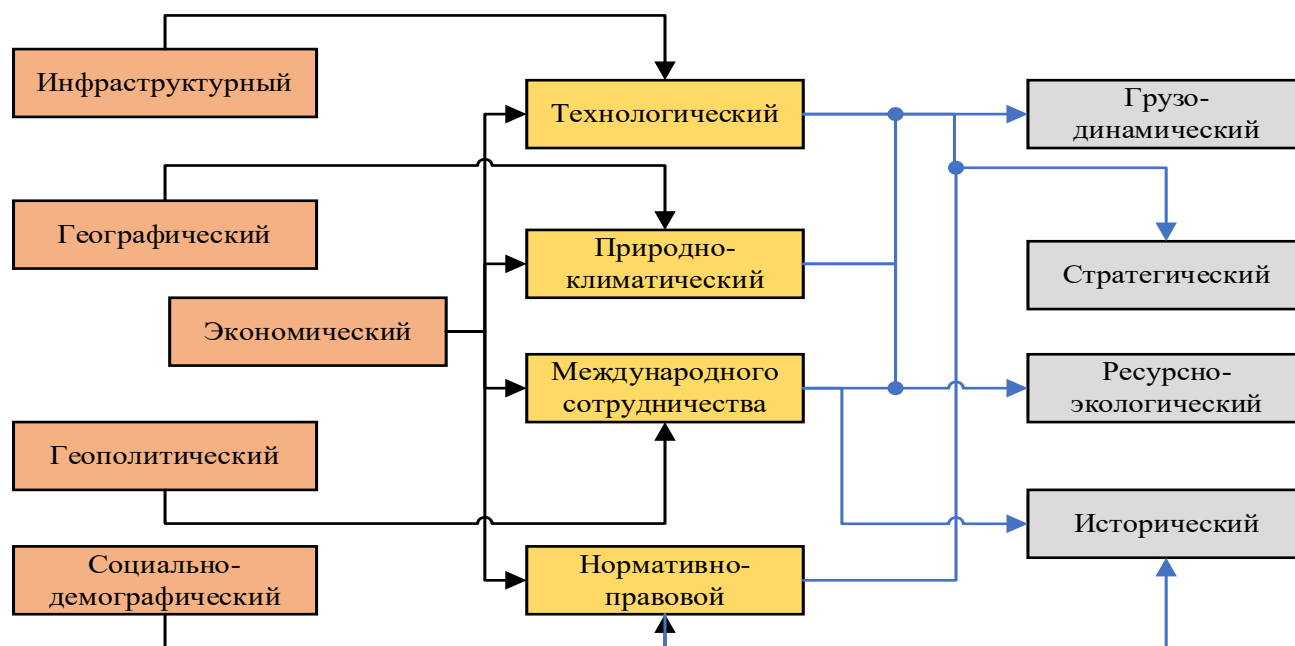 Инфраструктурный
Географический
Экономический
Геополитический
Социально-
демографический
Технологический
Природно-
климатический
Международного
сотрудничества
Нормативно-
правовой
Грузо-
динамический
Стратегический
Ресурсно-
экологический
Исторический